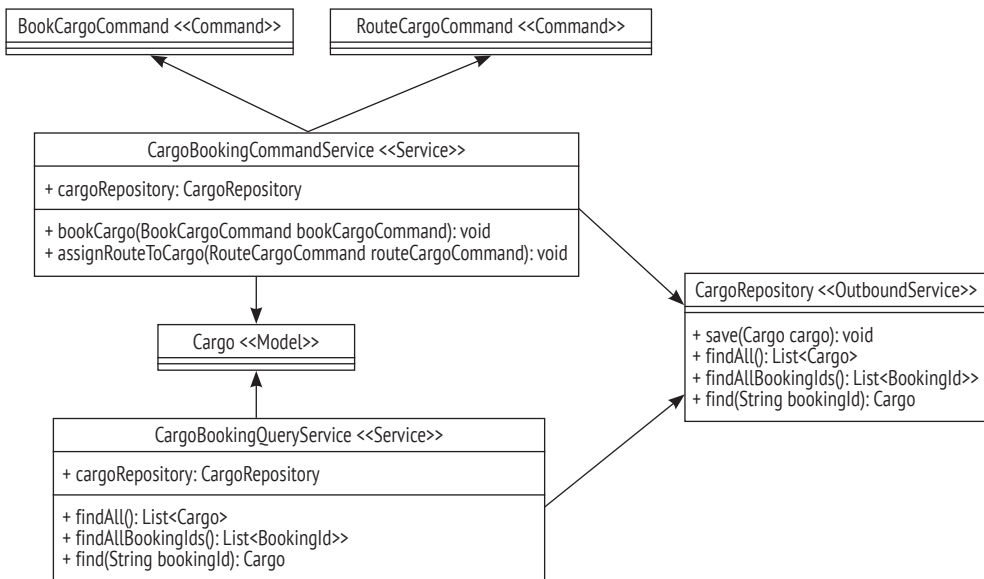 BookCargoCommand <<Command>>
RouteCargoCommand <<Command>>
CargoBookingCommandService <<Service>>
+ cargoRepository: CargoRepository
+ bookCargo(BookCargoCommand bookCargoCommand): void
+ assignRouteToCargo(RouteCargoCommand routeCargoCommand): void
CargoRepository <<OutboundService>>
+ save(Cargo cargo): void
+ findAll(): List<Cargo>
+ findAllBookingIds(): List<BookingId>>
+ find(String bookingId): Cargo
Cargo <<Model>>
CargoBookingQueryService <<Service>>
+ cargoRepository: CargoRepository
+ findAll(): List<Cargo>
+ findAllBookingIds(): List<BookingId>>
+ find(String bookingId): Cargo